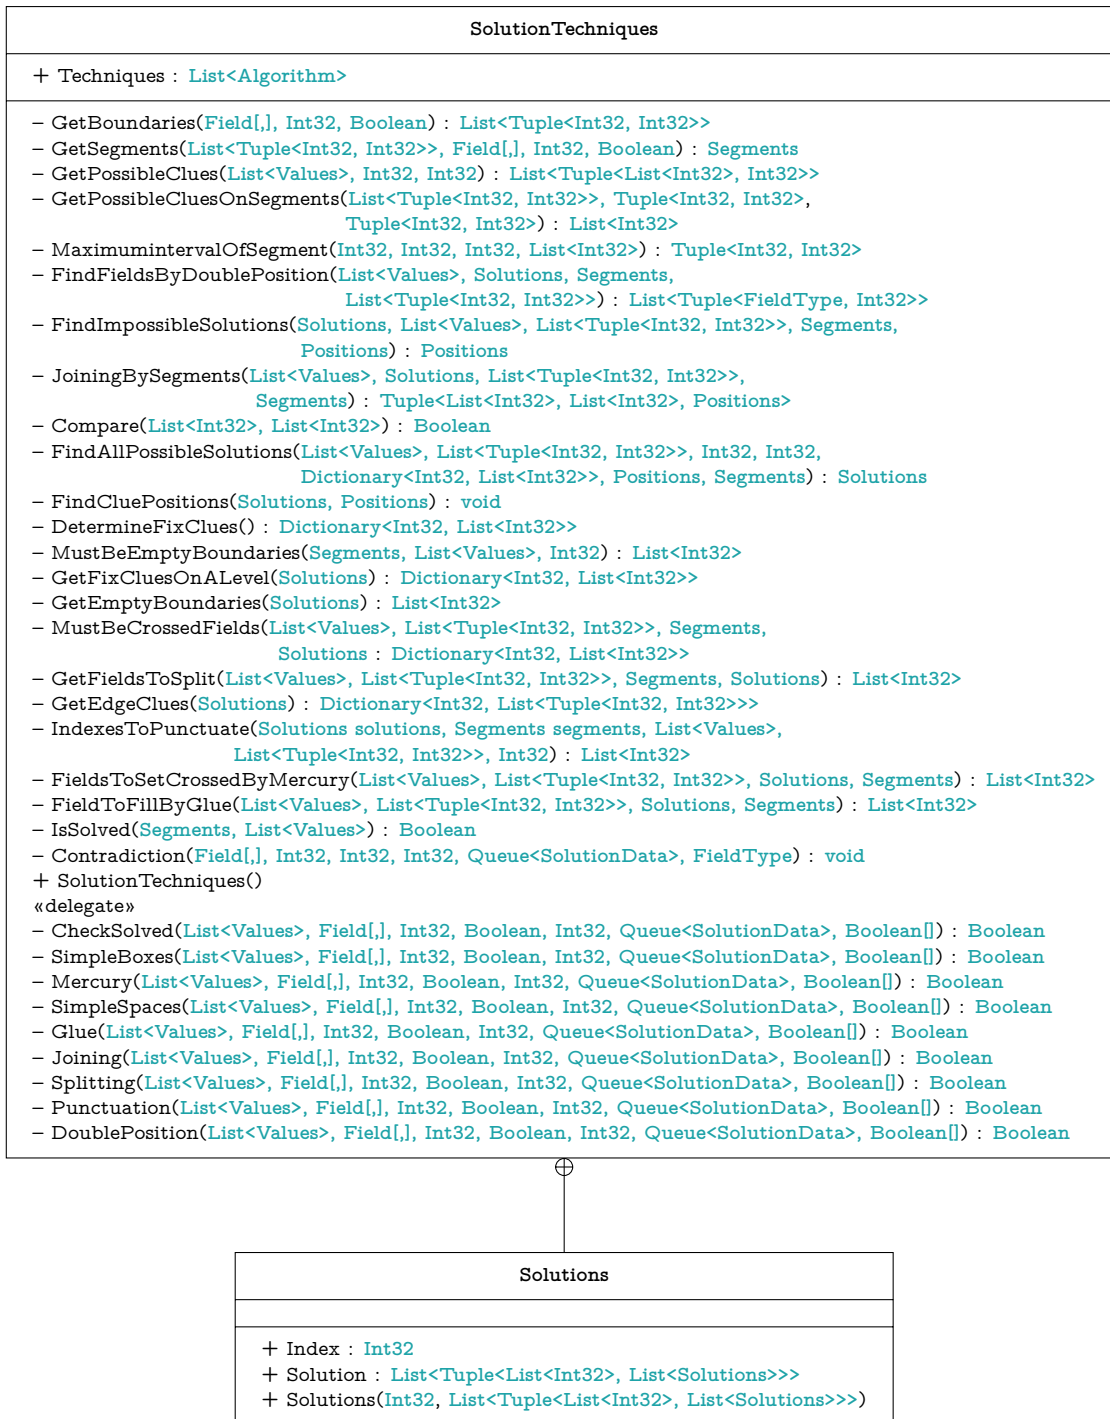 SolutionTechniques
+ Techniques : List<Algorithm>
– GetBoundaries(Field[,], Int32, Boolean) : List<Tuple<Int32, Int32>>
– GetSegments(List<Tuple<Int32, Int32>>, Field[,], Int32, Boolean) : Segments
– GetPossibleClues(List<Values>, Int32, Int32) : List<Tuple<List<Int32>, Int32>>
– GetPossibleCluesOnSegments(List<Tuple<Int32, Int32>>, Tuple<Int32, Int32>,
Tuple<Int32, Int32>) : List<Int32>
– MaximumintervalOfSegment(Int32, Int32, Int32, List<Int32>) : Tuple<Int32, Int32>
– FindFieldsByDoublePosition(List<Values>, Solutions, Segments,
List<Tuple<Int32, Int32>>) : List<Tuple<FieldType, Int32>>
– FindImpossibleSolutions(Solutions, List<Values>, List<Tuple<Int32, Int32>>, Segments,
Positions) : Positions
– JoiningBySegments(List<Values>, Solutions, List<Tuple<Int32, Int32>>,
Segments) : Tuple<List<Int32>, List<Int32>, Positions>
– Compare(List<Int32>, List<Int32>) : Boolean
– FindAllPossibleSolutions(List<Values>, List<Tuple<Int32, Int32>>, Int32, Int32,
Dictionary<Int32, List<Int32>>, Positions, Segments) : Solutions
– FindCluePositions(Solutions, Positions) : void
– DetermineFixClues() : Dictionary<Int32, List<Int32>>
– MustBeEmptyBoundaries(Segments, List<Values>, Int32) : List<Int32>
– GetFixCluesOnALevel(Solutions) : Dictionary<Int32, List<Int32>>
– GetEmptyBoundaries(Solutions) : List<Int32>
– MustBeCrossedFields(List<Values>, List<Tuple<Int32, Int32>>, Segments,
Solutions : Dictionary<Int32, List<Int32>>
– GetFieldsToSplit(List<Values>, List<Tuple<Int32, Int32>>, Segments, Solutions) : List<Int32>
– GetEdgeClues(Solutions) : Dictionary<Int32, List<Tuple<Int32, Int32>>>
– IndexesToPunctuate(Solutions solutions, Segments segments, List<Values>,
List<Tuple<Int32, Int32>>, Int32) : List<Int32>
– FieldsToSetCrossedByMercury(List<Values>, List<Tuple<Int32, Int32>>, Solutions, Segments) : List<Int32>
– FieldToFillByGlue(List<Values>, List<Tuple<Int32, Int32>>, Solutions, Segments) : List<Int32>
– IsSolved(Segments, List<Values>) : Boolean
– Contradiction(Field[,], Int32, Int32, Int32, Queue<SolutionData>, FieldType) : void
+ SolutionTechniques()
«delegate»
– CheckSolved(List<Values>, Field[,], Int32, Boolean, Int32, Queue<SolutionData>, Boolean[]) : Boolean
– SimpleBoxes(List<Values>, Field[,], Int32, Boolean, Int32, Queue<SolutionData>, Boolean[]) : Boolean
– Mercury(List<Values>, Field[,], Int32, Boolean, Int32, Queue<SolutionData>, Boolean[]) : Boolean
– SimpleSpaces(List<Values>, Field[,], Int32, Boolean, Int32, Queue<SolutionData>, Boolean[]) : Boolean
– Glue(List<Values>, Field[,], Int32, Boolean, Int32, Queue<SolutionData>, Boolean[]) : Boolean
– Joining(List<Values>, Field[,], Int32, Boolean, Int32, Queue<SolutionData>, Boolean[]) : Boolean
– Splitting(List<Values>, Field[,], Int32, Boolean, Int32, Queue<SolutionData>, Boolean[]) : Boolean
– Punctuation(List<Values>, Field[,], Int32, Boolean, Int32, Queue<SolutionData>, Boolean[]) : Boolean
– DoublePosition(List<Values>, Field[,], Int32, Boolean, Int32, Queue<SolutionData>, Boolean[]) : Boolean
Solutions
+ Index : Int32
+ Solution : List<Tuple<List<Int32>, List<Solutions>>>
+ Solutions(Int32, List<Tuple<List<Int32>, List<Solutions>>>)